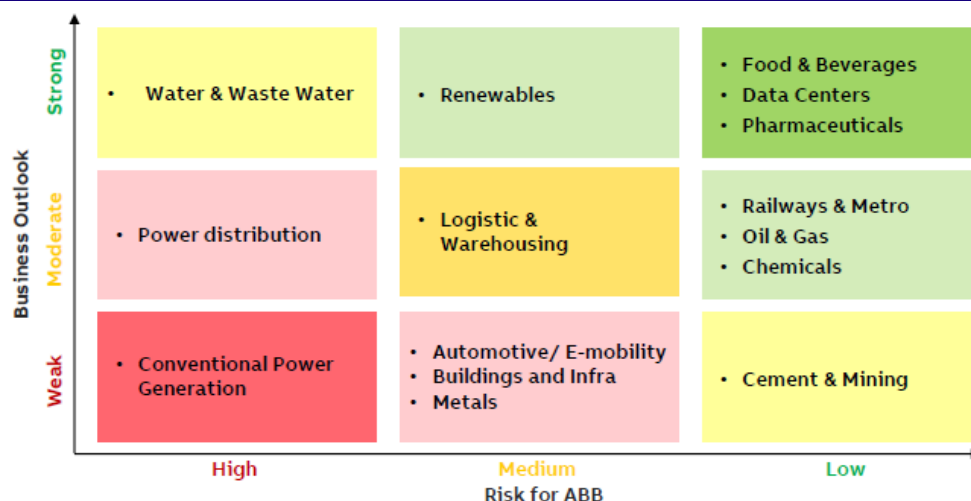 Strong
• Water & Waste Water
• Renewables
• Food & Beverages
• Data Centers
• Pharmaceuticals
Business Outlook
Moderate
• Power distribution
• Logistic &
Warehousing
• Railways & Metro
• Oil & Gas
• Chemicals
Weak
• Conventional Power
Generation
• Automotive/ E-mobility
• Buildings and Infra
• Metals
• Cement & Mining
High
Medium
Low
Risk for ABB